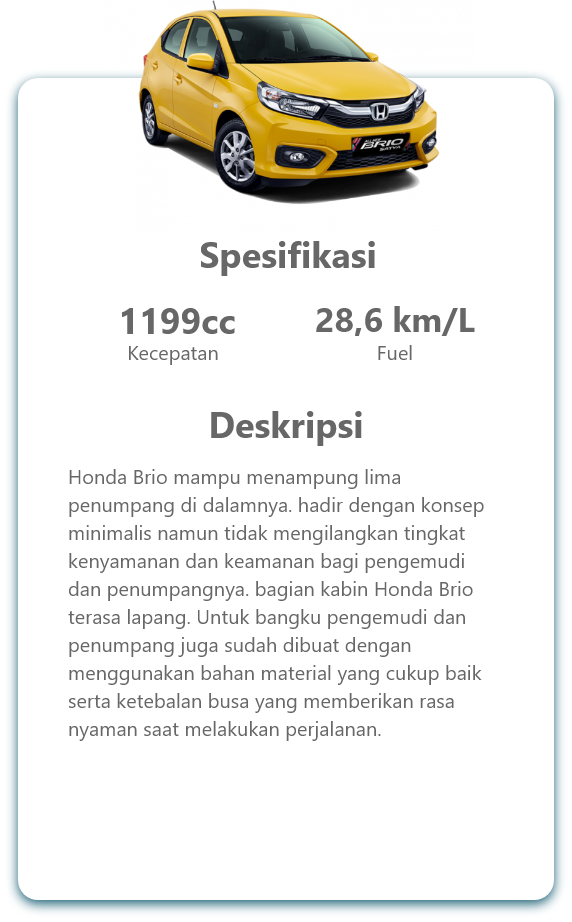 BRIO
SATYA
Spesifikasi
1199cc
28,6 km/L
Kecepatan
Fuel
Deskripsi
Honda Brio mampu menampung lima
penumpang di dalamnya. hadir dengan konsep
minimalis namun tidak mengilangkan tingkat
kenyamanan dan keamanan bagi pengemudi
dan penumpangnya. bagian kabin Honda Brio
terasa lapang. Untuk bangku pengemudi dan
penumpang juga sudah dibuat dengan
menggunakan bahan material yang cukup baik
serta ketebalan busa yang memberikan rasa
nyaman saat melakukan perjalanan.